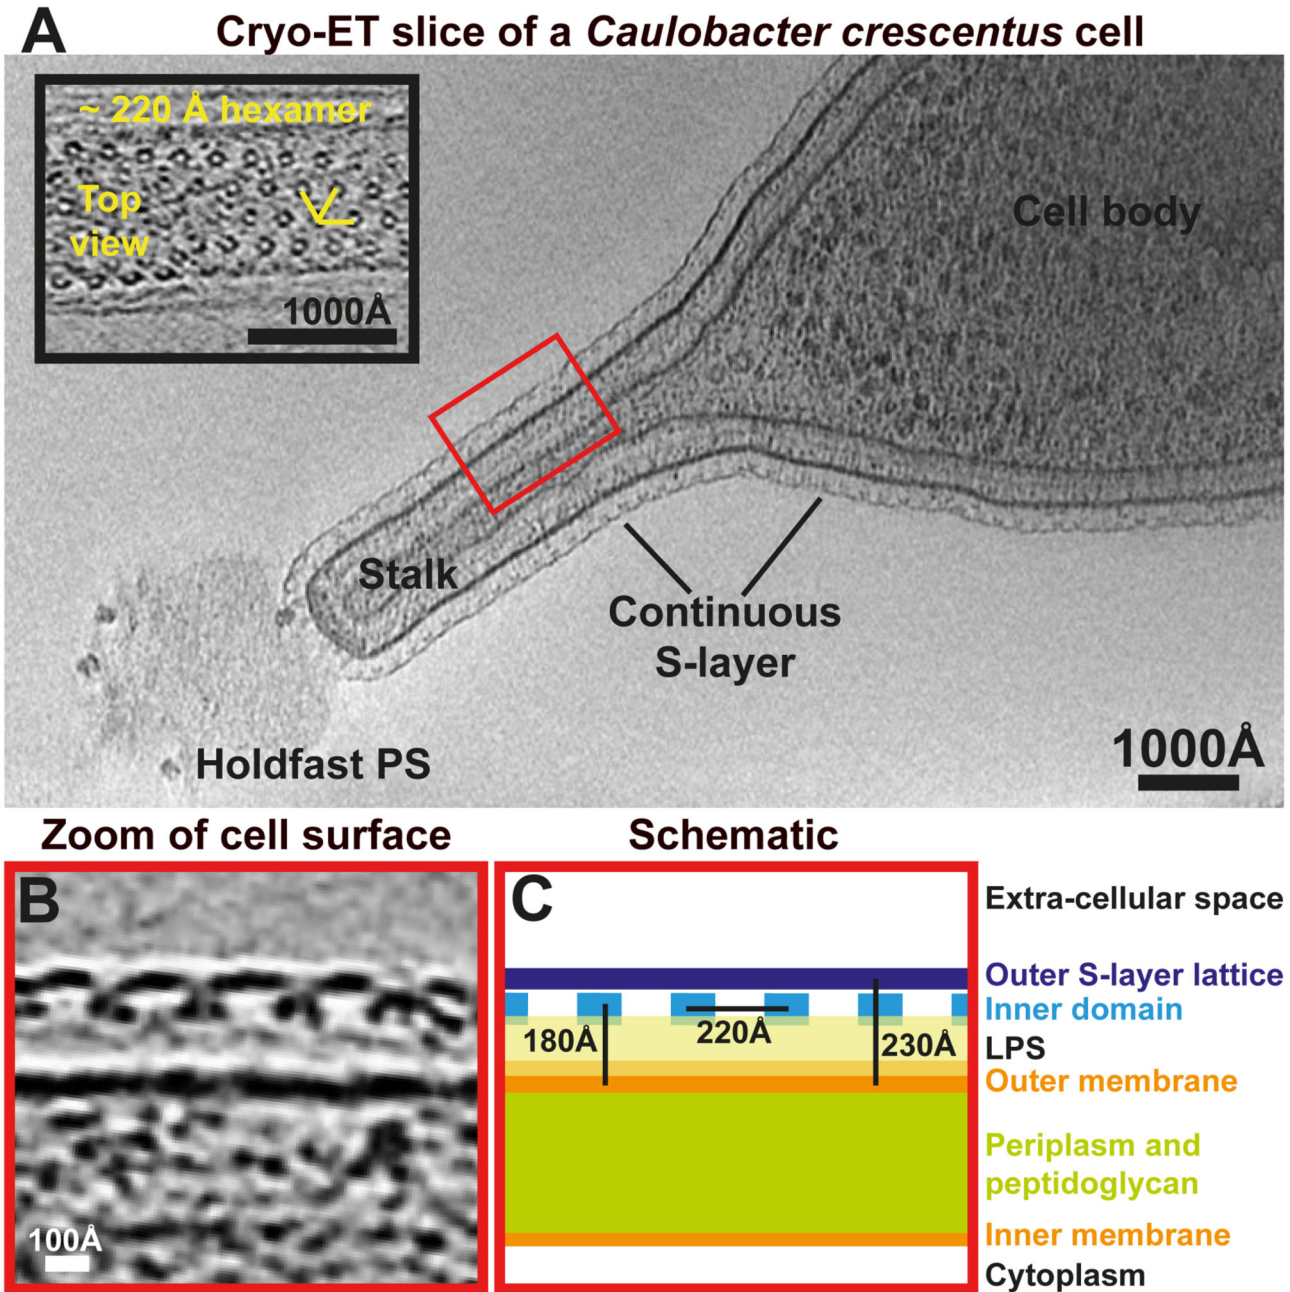 A
Cryo-ET slice of a Caulobacter crescentus cell
~ 220 Å hexamer
Top
view
1000Å
Cell body
Stalk
Continuous
S-layer
Holdfast PS
1000Å
Zoom of cell surface
Schematic
B
100Å
C
180Å
220Å
230Å
Extra-cellular space
Outer S-layer lattice
Inner domain
LPS
Outer membrane
Periplasm and
peptidoglycan
Inner membrane
Cytoplasm